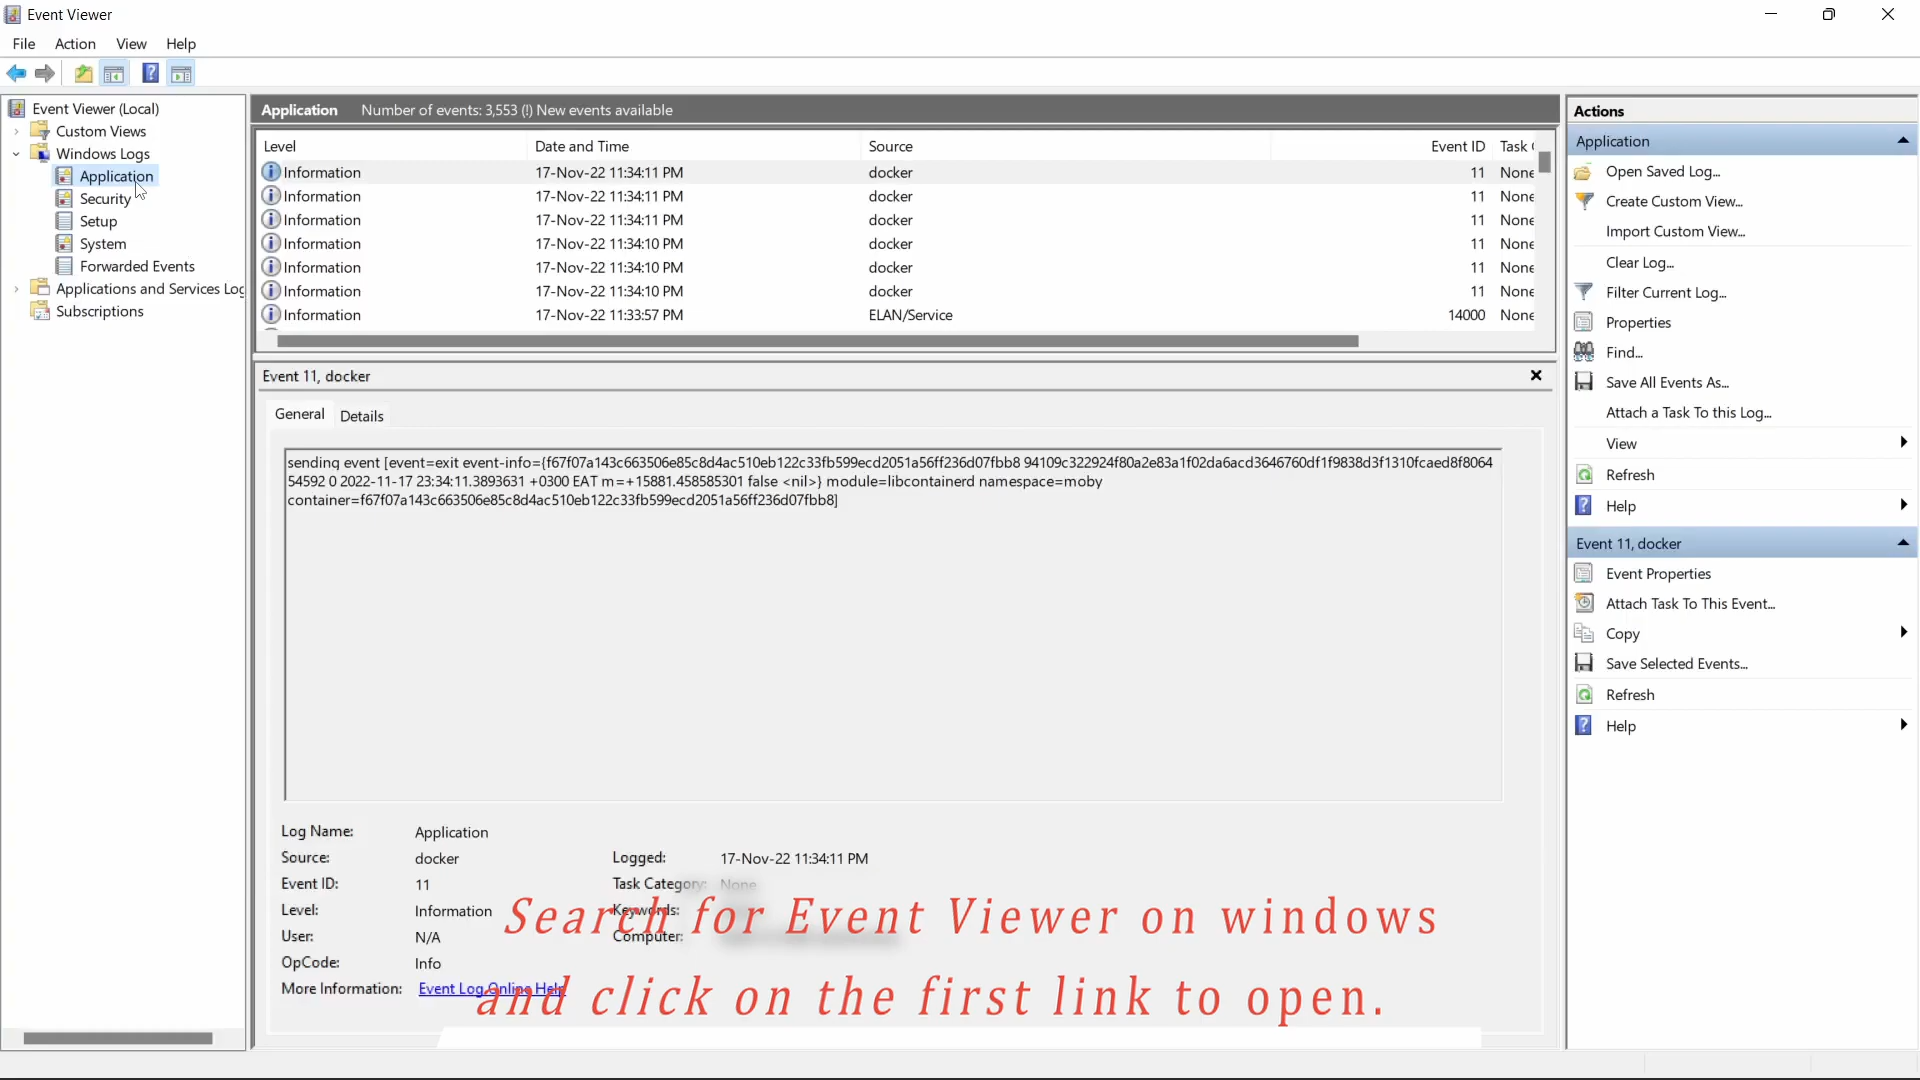 Event Viewer
File Action View Help
Event Viewer (Local)
Custom Views
Windows Logs
Application
Security
Setup
System
Forwarded Events
Applications and Services Log
Subscriptions
Application Number of events: 3,553 (!) New events available
Level Date and Time Source Event ID Task
Information 17-Nov-22 11:34:11 PM docker 11 None
Information 17-Nov-22 11:34:11 PM docker 11 None
Information 17-Nov-22 11:34:11 PM docker 11 None
Information 17-Nov-22 11:34:10 PM docker 11 None
Information 17-Nov-22 11:34:10 PM docker 11 None
Information 17-Nov-22 11:34:10 PM docker 11 None
Information 17-Nov-22 11:33:57 PM ELAN/Service 14000 None
Event 11, docker
General Details
sending event [event=exit event-info={f67f07a143c663506e85c8d4ac510eb122c33fb599ecd2051a56ff236d07fbb8 94109c322924f80a2e83a1f02da6acd3646760df1f9838d3f1310fcaed8f8064
54592 0 2022-11-17 23:34:11.3893631 +0300 EAT m=+15881.458585301 false <nil>} module=libcontainerd namespace=moby
container=f67f07a143c663506e85c8d4ac510eb122c33fb599ecd2051a56ff236d07fbb8]
Log Name: Application
Source: docker Logged: 17-Nov-22 11:34:11 PM
Event ID: 11 Task Category: None
Level: Information Keywords:
User: N/A Computer:
OpCode: Info
More Information: Event Log Online Help
Search for Event Viewer on windows
and click on the first link to open.
Actions
Application
Open Saved Log...
Create Custom View...
Import Custom View...
Clear Log...
Filter Current Log...
Properties
Find...
Save All Events As...
Attach a Task To this Log...
View
Refresh
Help
Event 11, docker
Event Properties
Attach Task To This Event...
Copy
Save Selected Events...
Refresh
Help